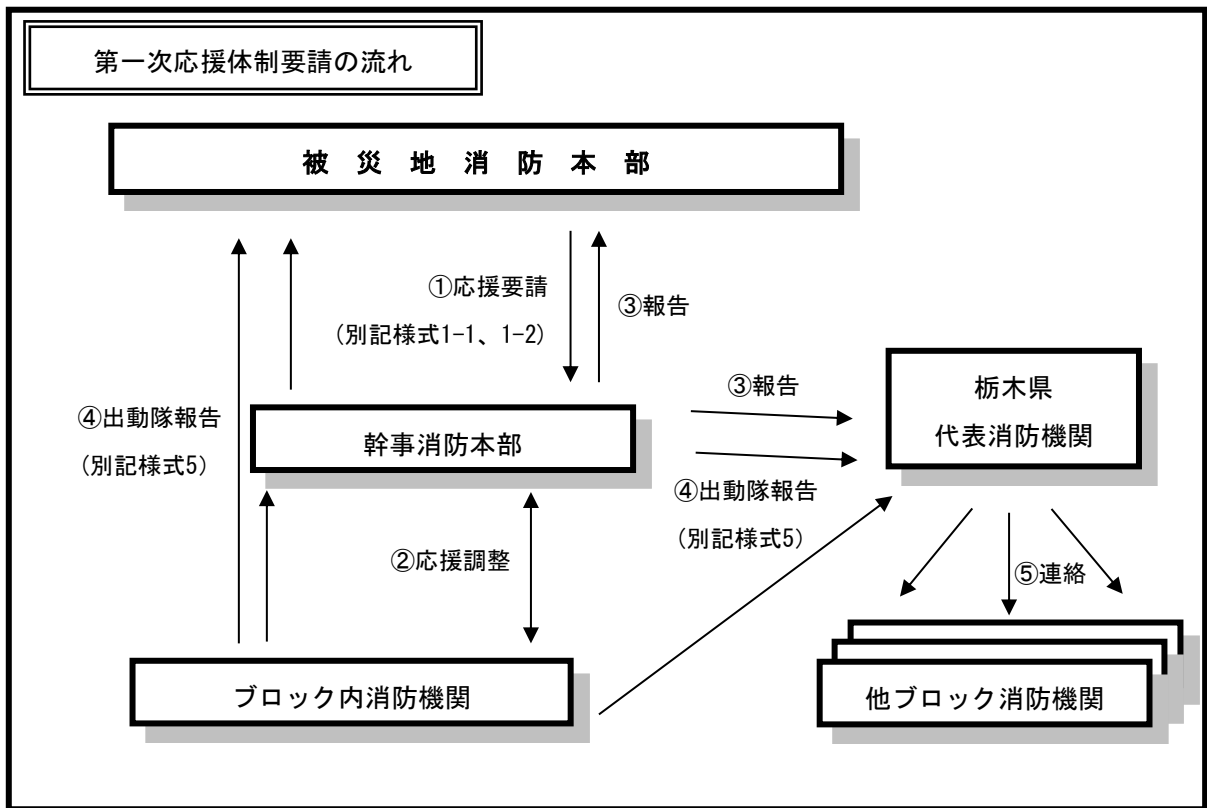 第一次応援体制要請の流れ
被災地消防本部
①応援要請
(別記様式1-1、1-2)
③報告
③報告
栃木県
代表消防機関
④出動隊報告
(別記様式5)
幹事消防本部
④出動隊報告
(別記様式5)
②応援調整
⑤連絡
ブロック内消防機関
他ブロック消防機関